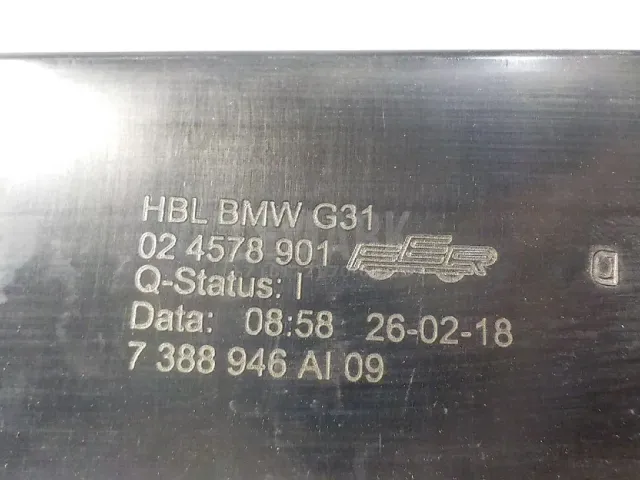 HBL BMW G31
02 4578 901
Q-Status: I
Data: 08:58 26-02-18
7 388 946 AI 09